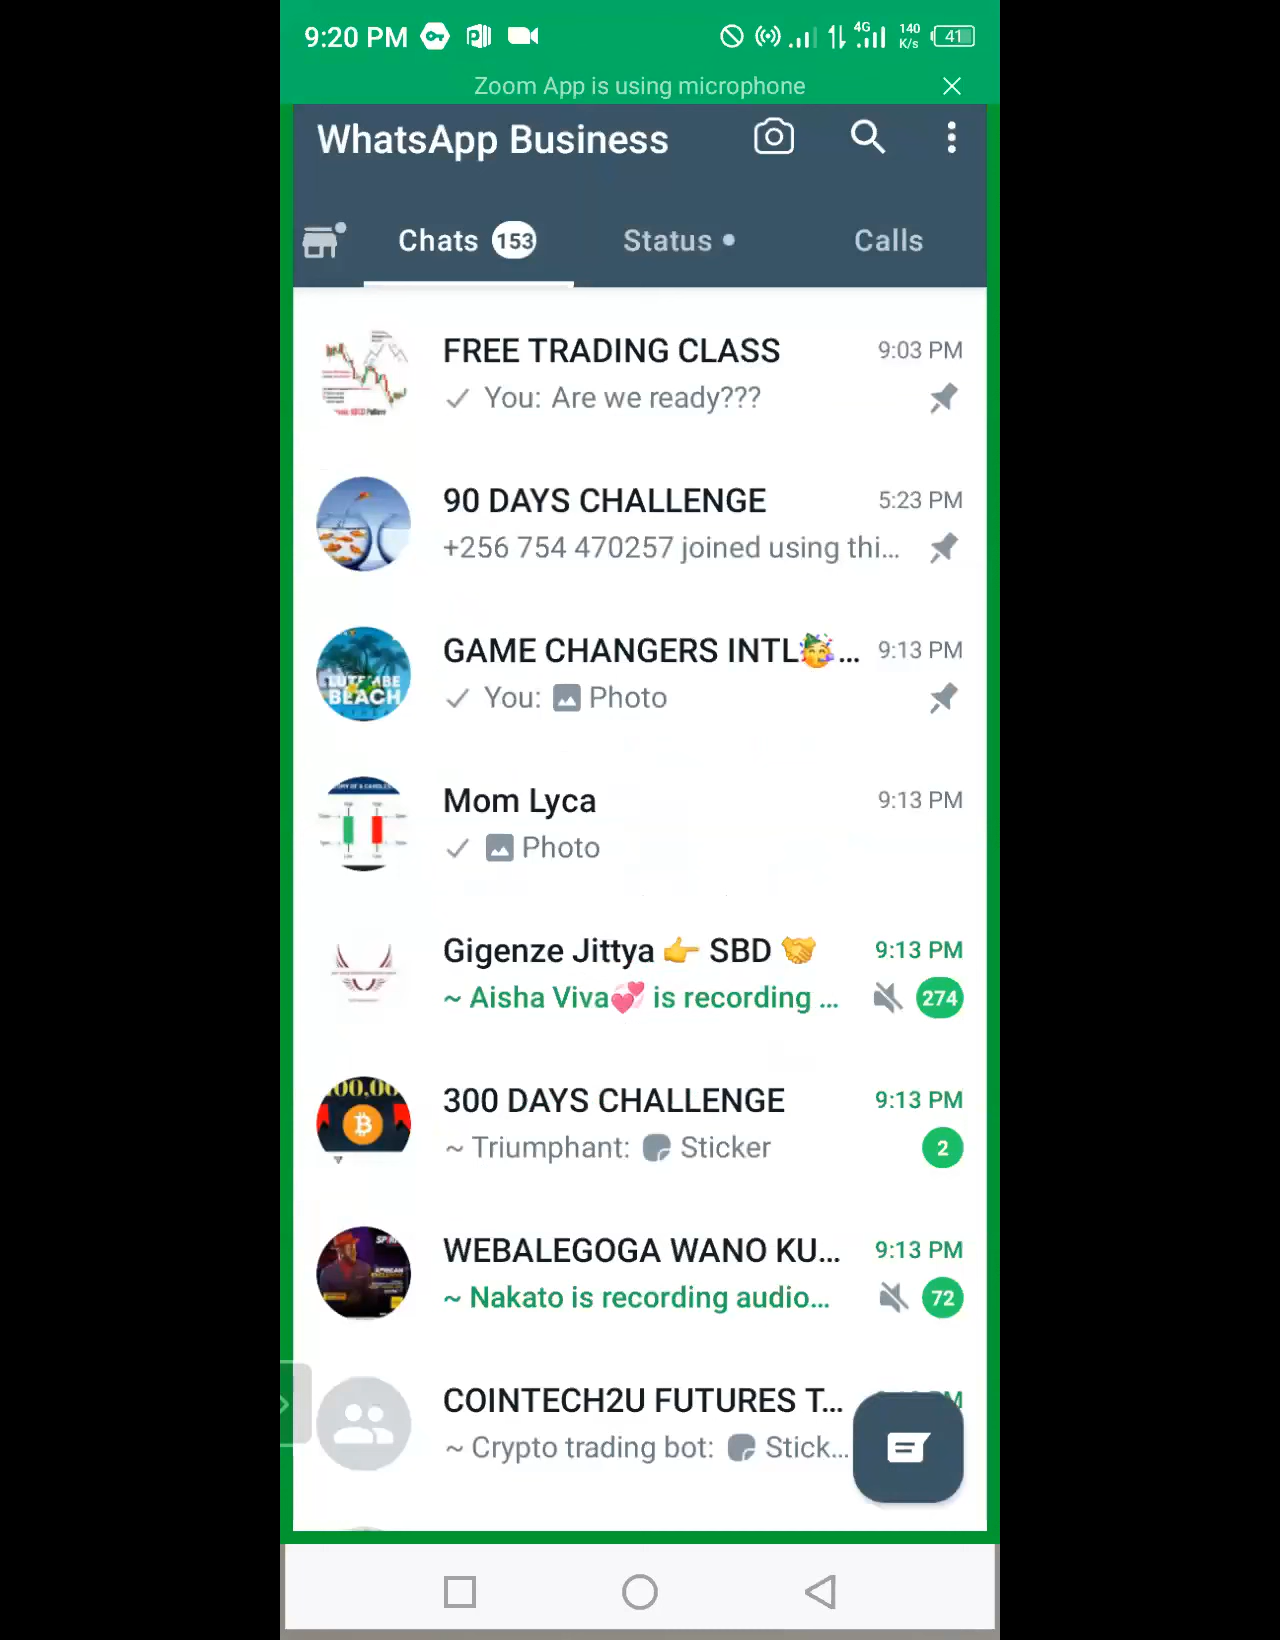 9:20 PM
4G 140 K/s 41
Zoom App is using microphone
WhatsApp Business
Chats 153 Status Calls
FREE TRADING CLASS 9:03 PM
You: Are we ready???
90 DAYS CHALLENGE 5:23 PM
+256 754 470257 joined using thi...
GAME CHANGERS INTL🥳... 9:13 PM
You: Photo
LUTEMBE
BEACH
Mom Lyca 9:13 PM
Photo
Gigenze Jittya 👉 SBD 🤝 9:13 PM
~ Aisha Viva💞 is recording ... 274
300 DAYS CHALLENGE 9:13 PM
~ Triumphant: Sticker 2
WEBALEGOGA WANO KU... 9:13 PM
~ Nakato is recording audio... 72
COINTECH2U FUTURES T...
~ Crypto trading bot: Stick...